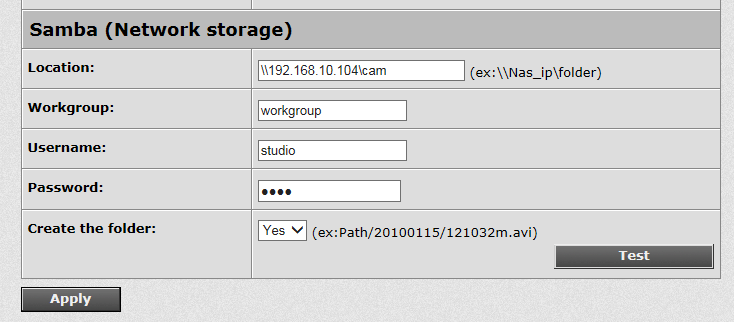 Samba (Network storage)
Location: \\192.168.10.104\cam (ex:\\Nas_ip\folder)
Workgroup: workgroup
Username: studio
Password: ••••
Create the folder: Yes (ex:Path/20100115/121032m.avi)
Test
Apply